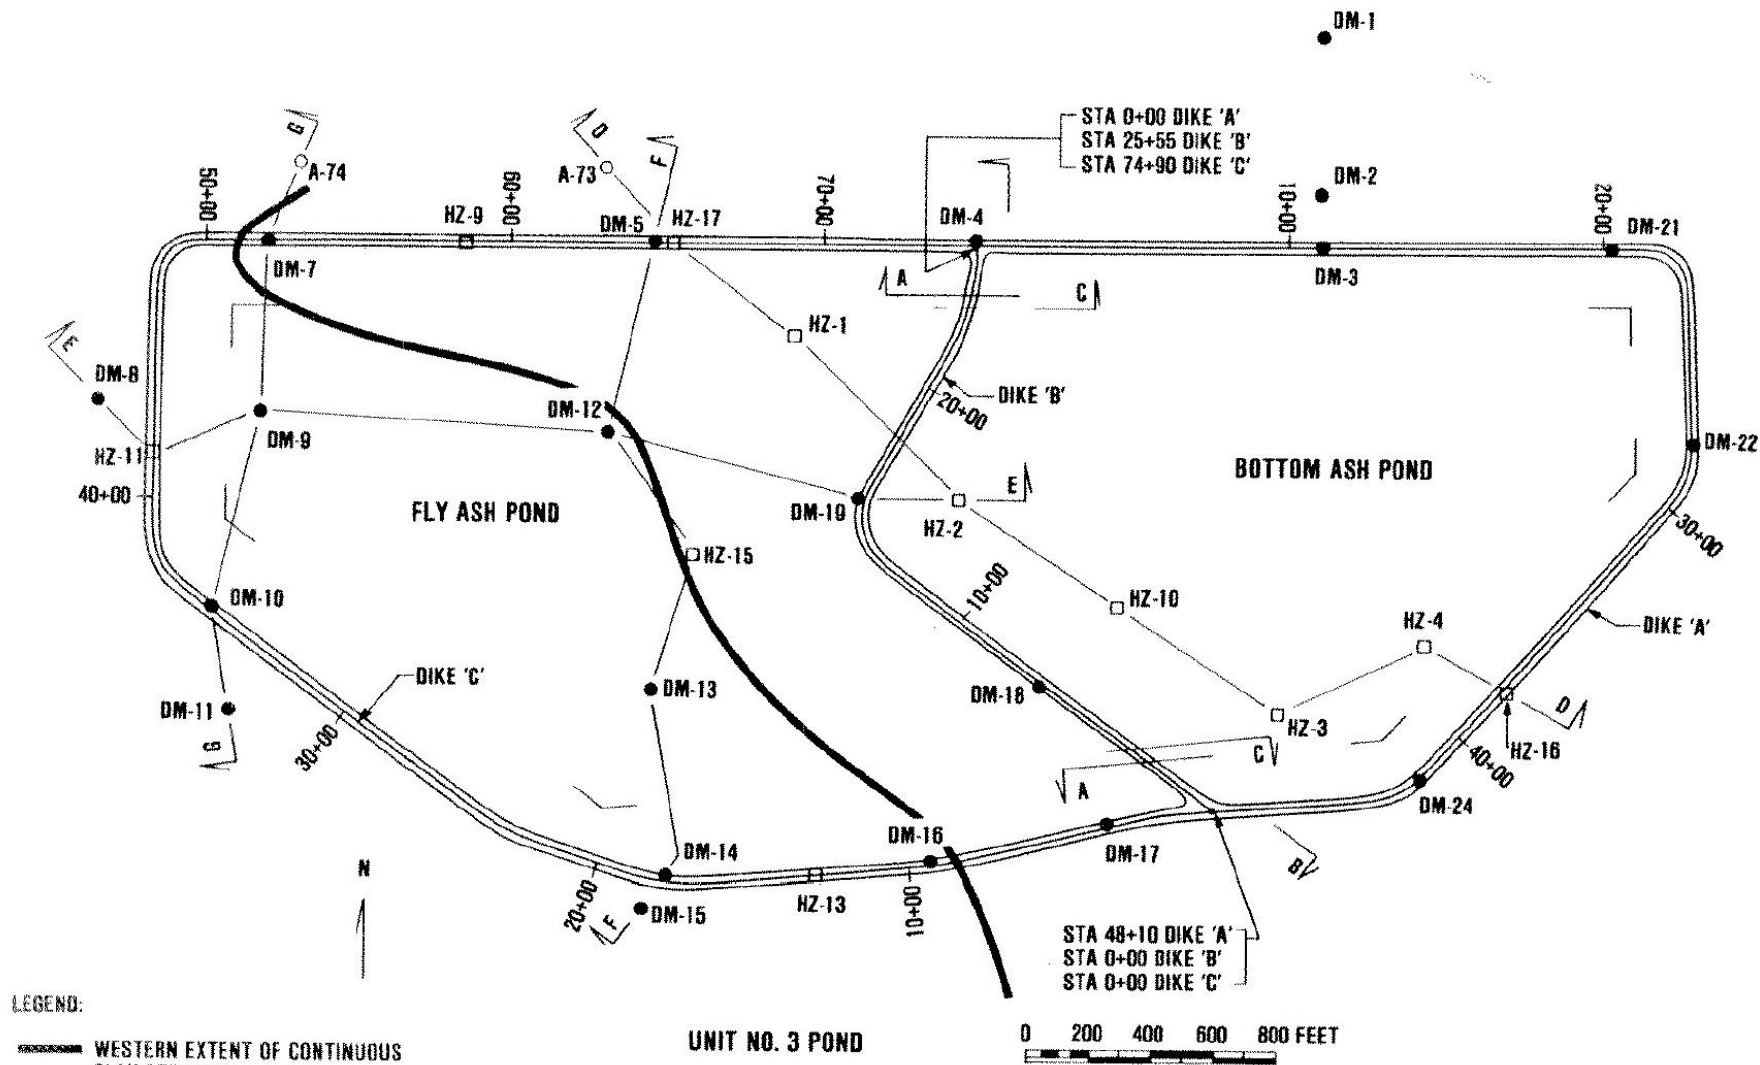 DM-1
STA 0+00 DIKE 'A'
STA 25+55 DIKE 'B'
STA 74+90 DIKE 'C'
G
D
F
A-74
A-73
DM-2
50+00
HZ-9
60+00
DM-5
HZ-17
70+00
DM-4
10+00
20+00
DM-21
DM-7
DM-3
A
C
HZ-1
E
DM-8
DIKE 'B'
20+00
DM-12
DM-9
DM-22
HZ-11
BOTTOM ASH POND
40+00
FLY ASH POND
DM-19
E
HZ-2
30+00
HZ-15
10+00
DM-10
HZ-10
HZ-4
DIKE 'A'
DIKE 'C'
DM-13
DM-18
DM-11
D
HZ-3
G
30+00
C
HZ-16
40+00
A
DM-24
DM-16
DM-17
DM-14
B
N
20+00
HZ-13
10+00
F
DM-15
STA 48+10 DIKE 'A'
STA 0+00 DIKE 'B'
STA 0+00 DIKE 'C'
LEGEND:
UNIT NO. 3 POND
0 200 400 600 800 FEET
WESTERN EXTENT OF CONTINUOUS